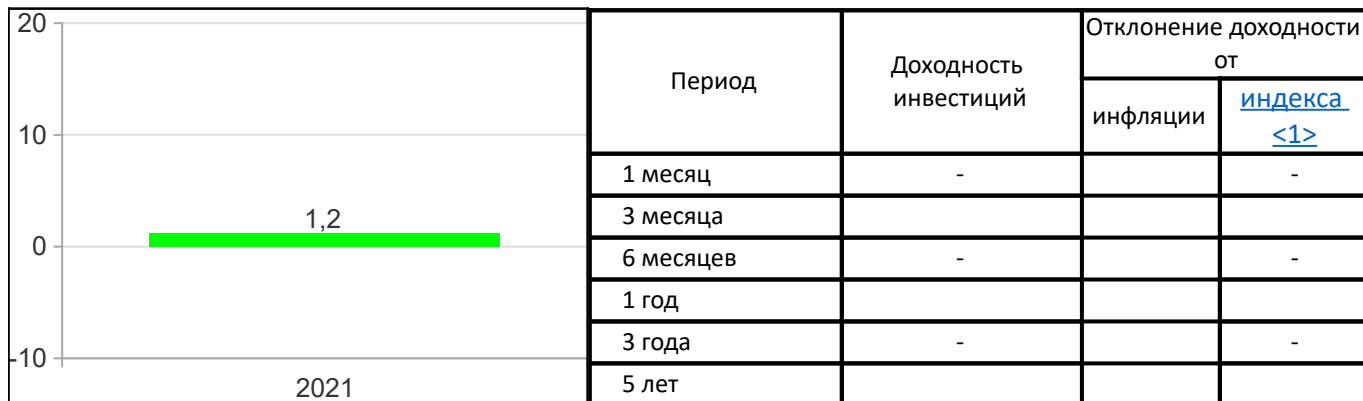 20
10
0
-10
1,2
2021
Период
Доходность
инвестиций
Отклонение доходности
от
инфляции
индекса
<1>
1 месяц - -
3 месяца
6 месяцев - -
1 год
3 года - -
5 лет